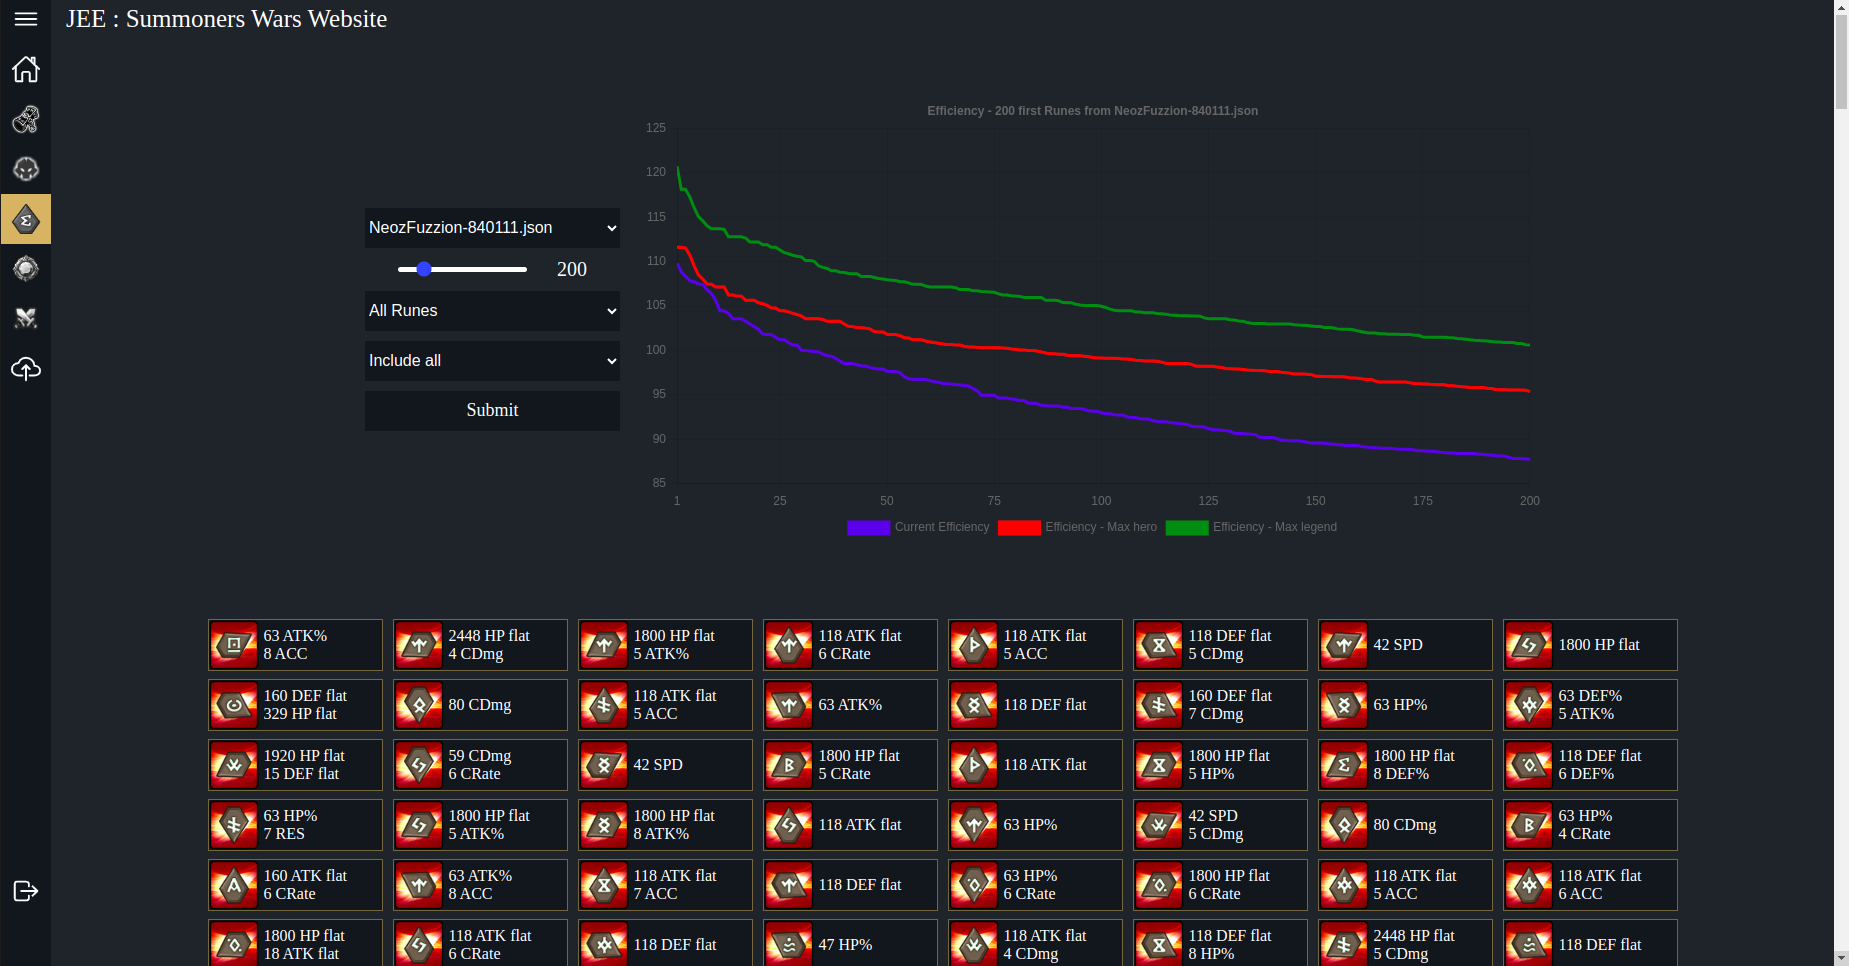 JEE : Summoners Wars Website
Efficiency - 200 first Runes from NeozFuzzion-840111.json
125
120
115
110
105
100
95
90
85
1 25 50 75 100 125 150 175 200
Current Efficiency Efficiency - Max hero Efficiency - Max legend
NeozFuzzion-840111.json
200
All Runes
Include all
Submit
63 ATK%
8 ACC
2448 HP flat
4 CDmg
1800 HP flat
5 ATK%
118 ATK flat
6 CRate
118 ATK flat
5 ACC
118 DEF flat
5 CDmg
42 SPD
1800 HP flat
160 DEF flat
329 HP flat
80 CDmg
118 ATK flat
5 ACC
63 ATK%
118 DEF flat
160 DEF flat
7 CDmg
63 HP%
63 DEF%
5 ATK%
1920 HP flat
15 DEF flat
59 CDmg
6 CRate
42 SPD
1800 HP flat
5 CRate
118 ATK flat
1800 HP flat
5 HP%
1800 HP flat
8 DEF%
118 DEF flat
6 DEF%
63 HP%
7 RES
1800 HP flat
5 ATK%
1800 HP flat
8 ATK%
118 ATK flat
63 HP%
42 SPD
5 CDmg
80 CDmg
63 HP%
4 CRate
160 ATK flat
6 CRate
63 ATK%
8 ACC
118 ATK flat
7 ACC
118 DEF flat
63 HP%
6 CRate
1800 HP flat
6 CRate
118 ATK flat
5 ACC
118 ATK flat
6 ACC
1800 HP flat
18 ATK flat
118 ATK flat
6 CRate
118 DEF flat
47 HP%
118 ATK flat
4 CDmg
118 DEF flat
8 HP%
2448 HP flat
5 CDmg
118 DEF flat